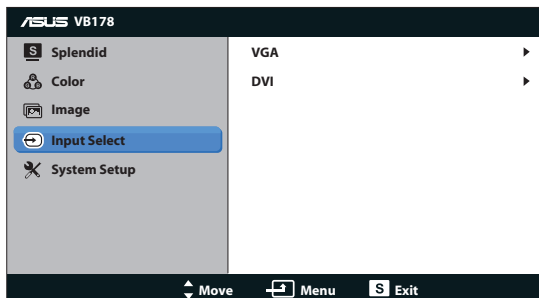 ASUS VB178
S Splendid
Color
Image
Input Select
System Setup
VGA
DVI
Move Menu S Exit